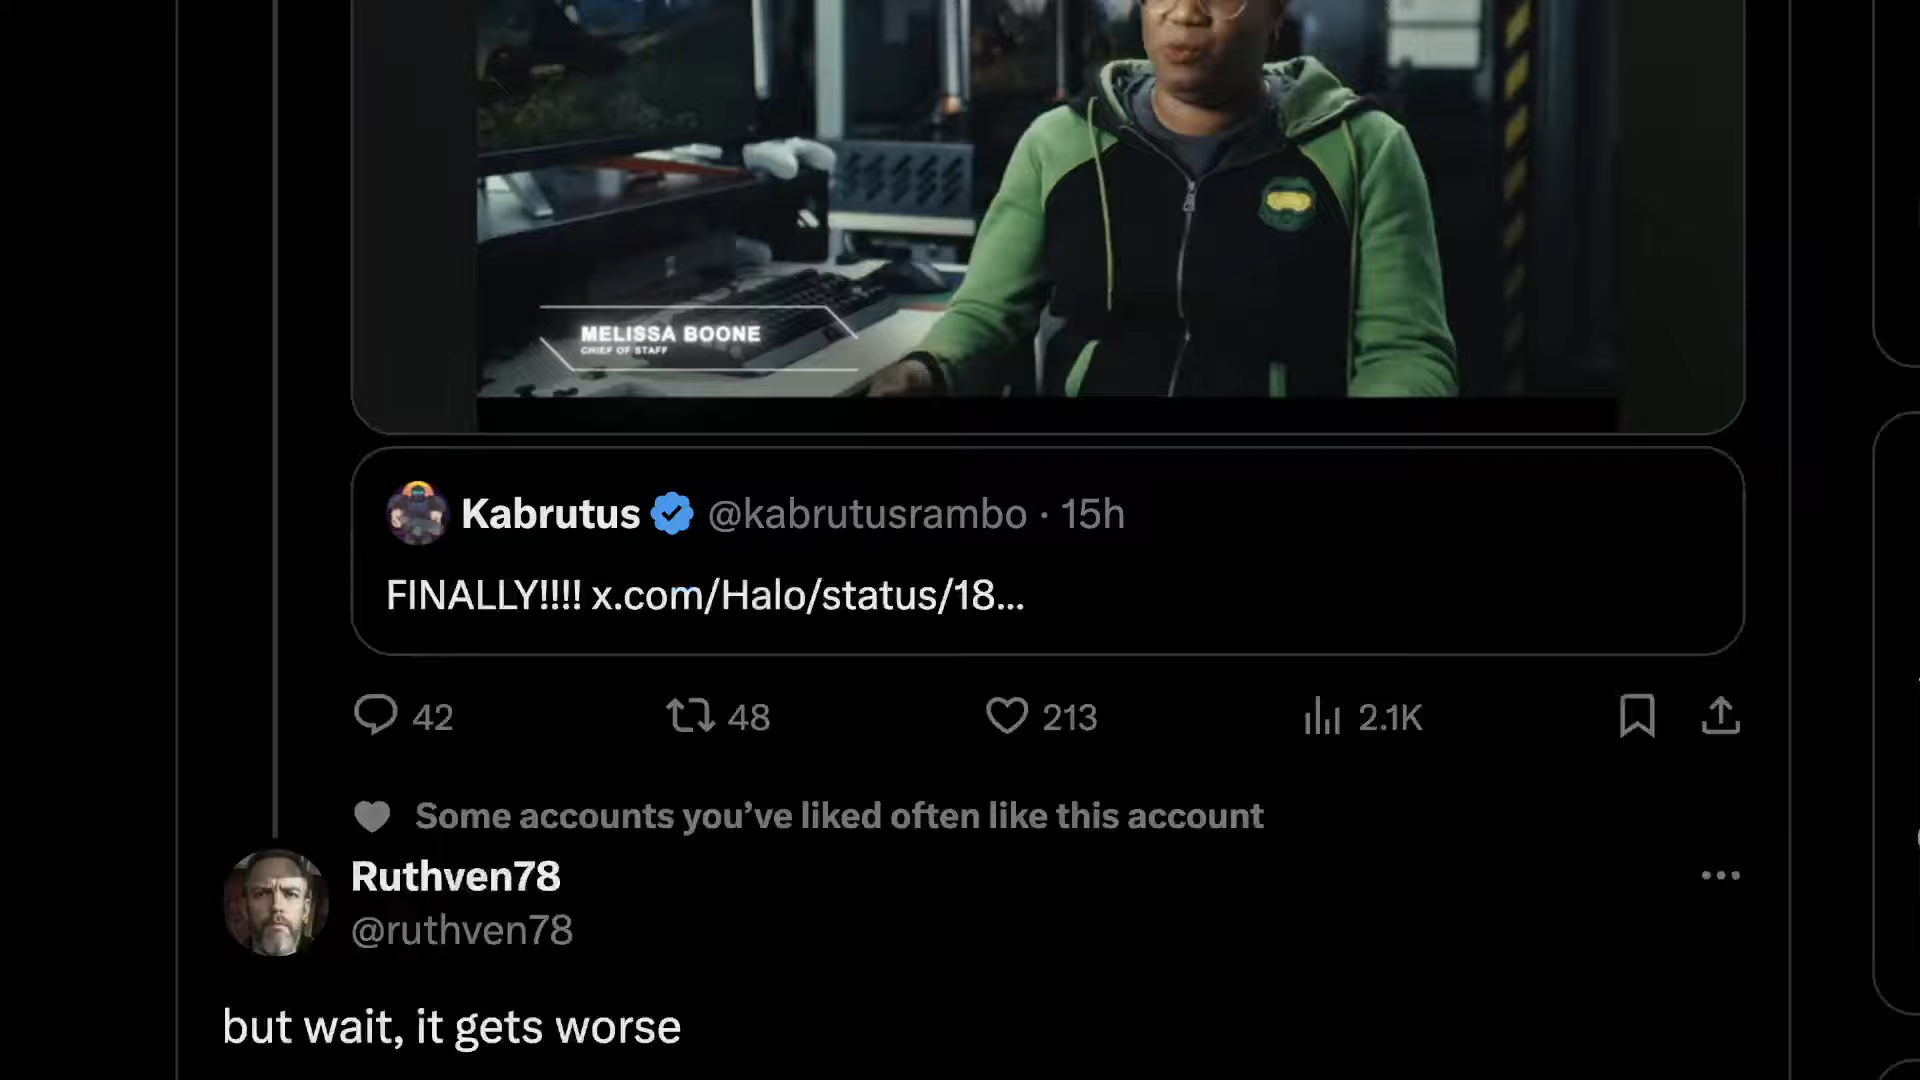 MELISSA BOONE
CHIEF OF STAFF
Kabrutus @kabrutusrambo · 15h
FINALLY!!!! x.com/Halo/status/18...
42 48 213 2.1K
Some accounts you’ve liked often like this account
Ruthven78
@ruthven78
but wait, it gets worse